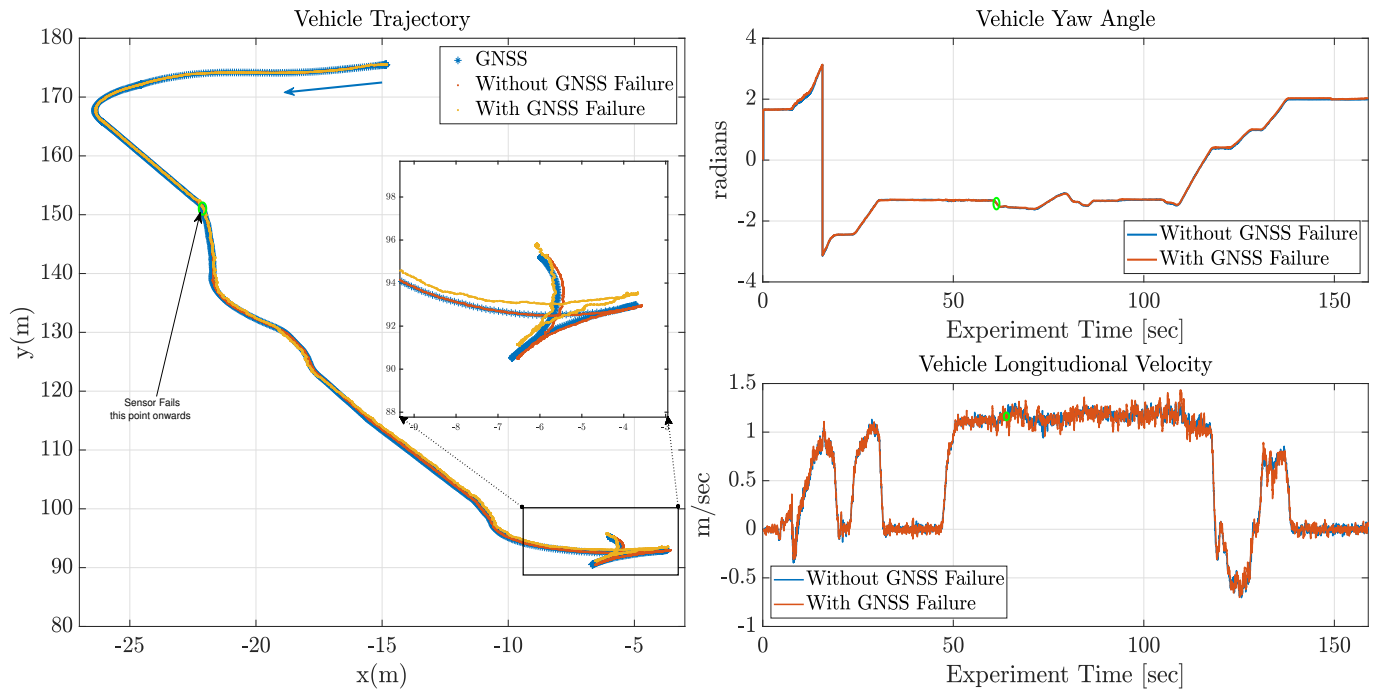 Vehicle Trajectory
180
170
160
150
140
130
120
110
100
90
80
y(m)
-25
-20
-15
-10
-5
x(m)
GNSS
Without GNSS Failure
With GNSS Failure
Sensor Fails
this point onwards
98
96
94
92
90
88
-9
-8
-7
-6
-5
-4
Vehicle Yaw Angle
4
2
0
-2
-4
radians
0
50
100
150
Experiment Time [sec]
Without GNSS Failure
With GNSS Failure
Vehicle Longitudional Velocity
1.5
1
0.5
0
-0.5
-1
m/sec
0
50
100
150
Experiment Time [sec]
Without GNSS Failure
With GNSS Failure